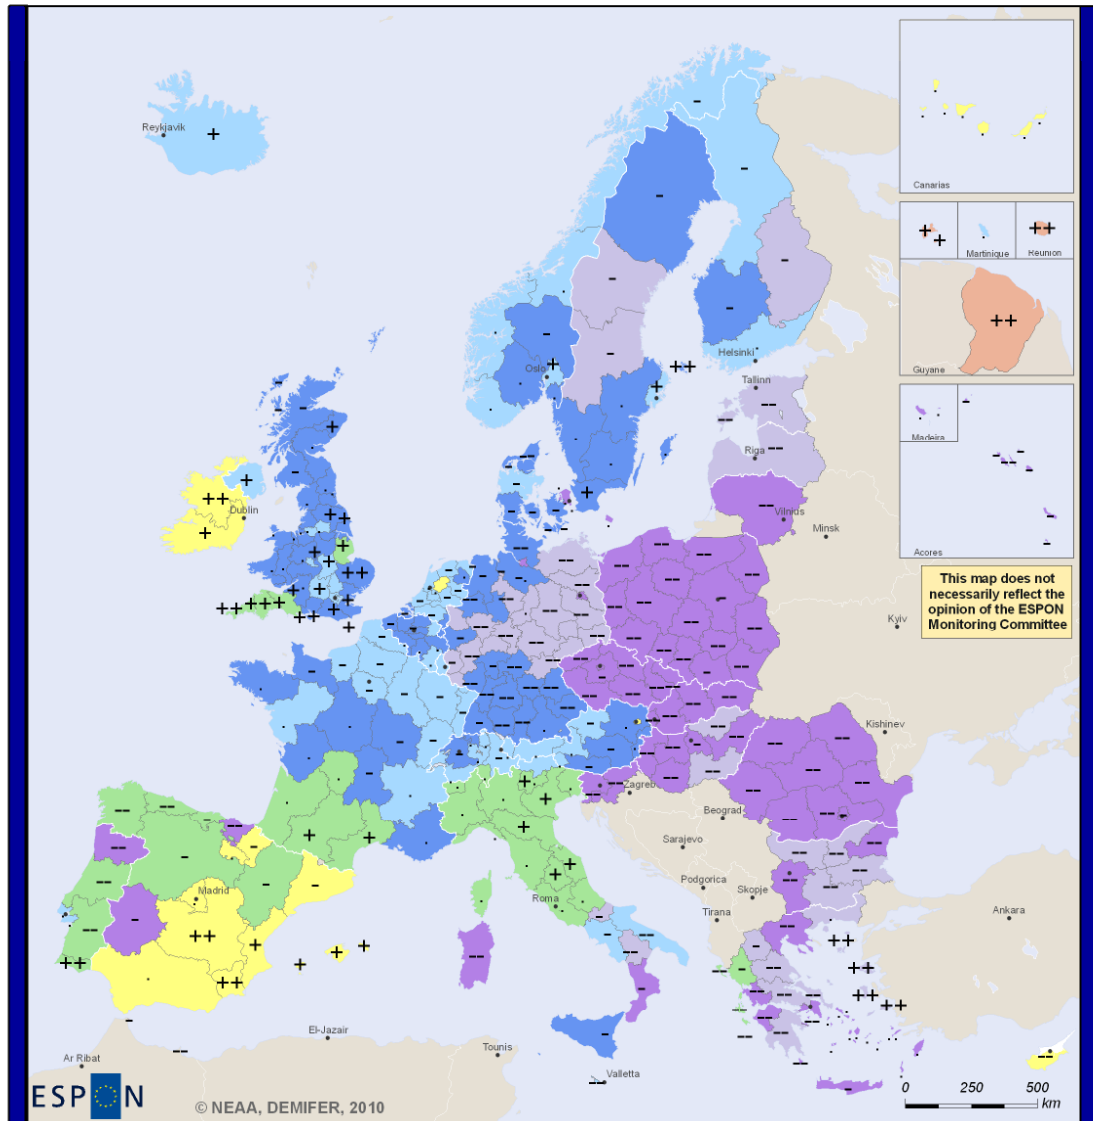 Reykjavik
Canarias
Martinique
Réunion
Guyane
Madeira
Acores
Oslo
Helsinki
Tallinn
Riga
Vilnius
Minsk
Dublin
This map does not
necessarily reflect the
opinion of the ESPON
Monitoring Committee
Kyiv
Kishinev
Zagreb
Beograd
Sarajevo
Podgorica
Skopje
Tirana
Madrid
Roma
Ankara
El-Jazair
Tounis
Ar Ribat
Valletta
ESPON
© NEAA, DEMIFER, 2010
0 250 500
km